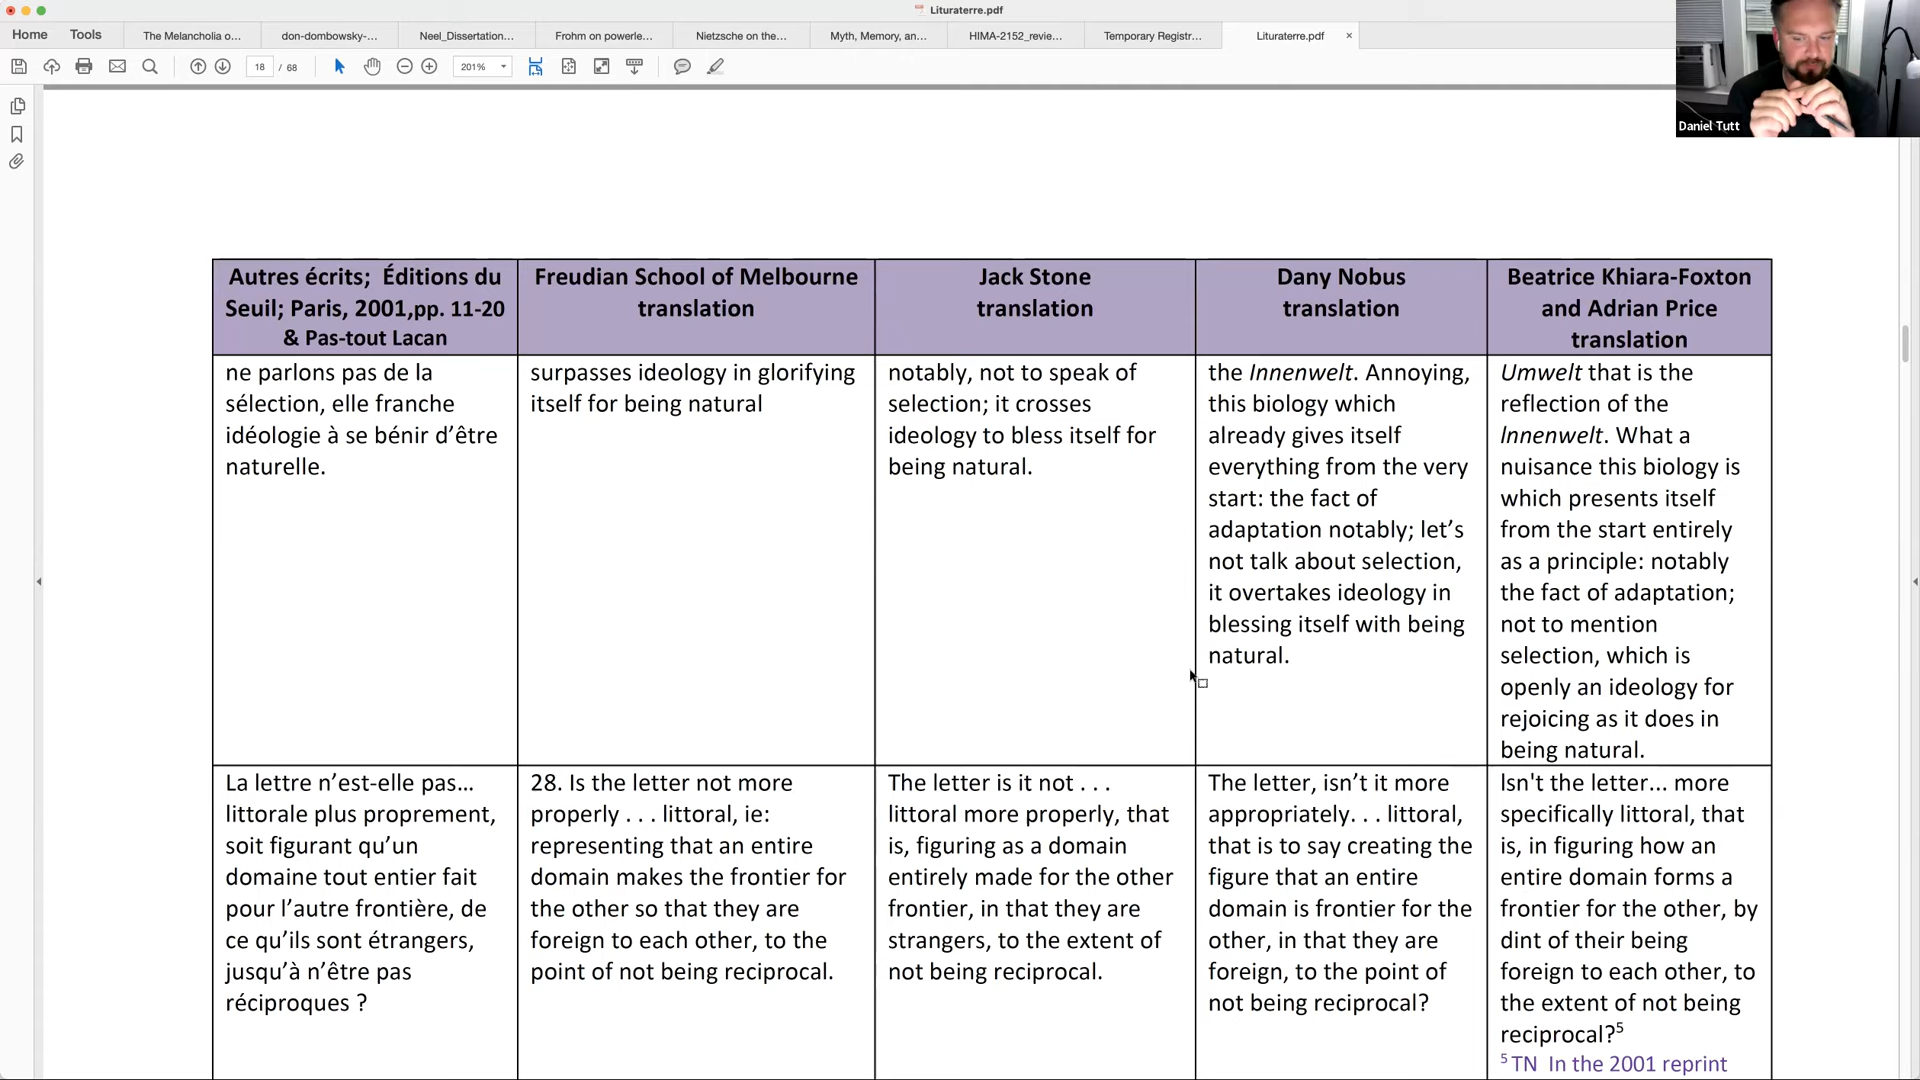 Lituraterre.pdf
Home
Tools
The Melancholia o...
don-dombowsky-...
Neel_Dissertation...
Frohm on powerle...
Nietzsche on the...
Myth, Memory, an...
HIMA-2152_revie...
Temporary Registr...
Lituraterre.pdf
18 / 68
201%
Daniel Tutt
Autres écrits; Éditions du
Seuil; Paris, 2001,pp. 11-20
& Pas-tout Lacan
Freudian School of Melbourne
translation
Jack Stone
translation
Dany Nobus
translation
Beatrice Khiara-Foxton
and Adrian Price
translation
ne parlons pas de la
sélection, elle franche
idéologie à se bénir d’être
naturelle.
surpasses ideology in glorifying
itself for being natural
notably, not to speak of
selection; it crosses
ideology to bless itself for
being natural.
the Innenwelt. Annoying,
this biology which
already gives itself
everything from the very
start: the fact of
adaptation notably; let’s
not talk about selection,
it overtakes ideology in
blessing itself with being
natural.
Umwelt that is the
reflection of the
Innenwelt. What a
nuisance this biology is
which presents itself
from the start entirely
as a principle: notably
the fact of adaptation;
not to mention
selection, which is
openly an ideology for
rejoicing as it does in
being natural.
La lettre n’est-elle pas...
littorale plus proprement,
soit figurant qu’un
domaine tout entier fait
pour l’autre frontière, de
ce qu’ils sont étrangers,
jusqu’à n’être pas
réciproques ?
28. Is the letter not more
properly . . . littoral, ie:
representing that an entire
domain makes the frontier for
the other so that they are
foreign to each other, to the
point of not being reciprocal.
The letter is it not . . .
littoral more properly, that
is, figuring as a domain
entirely made for the other
frontier, in that they are
strangers, to the extent of
not being reciprocal.
The letter, isn’t it more
appropriately. . . littoral,
that is to say creating the
figure that an entire
domain is frontier for the
other, in that they are
foreign, to the point of
not being reciprocal?
Isn't the letter... more
specifically littoral, that
is, in figuring how an
entire domain forms a
frontier for the other, by
dint of their being
foreign to each other, to
the extent of not being
reciprocal?5
5 TN In the 2001 reprint